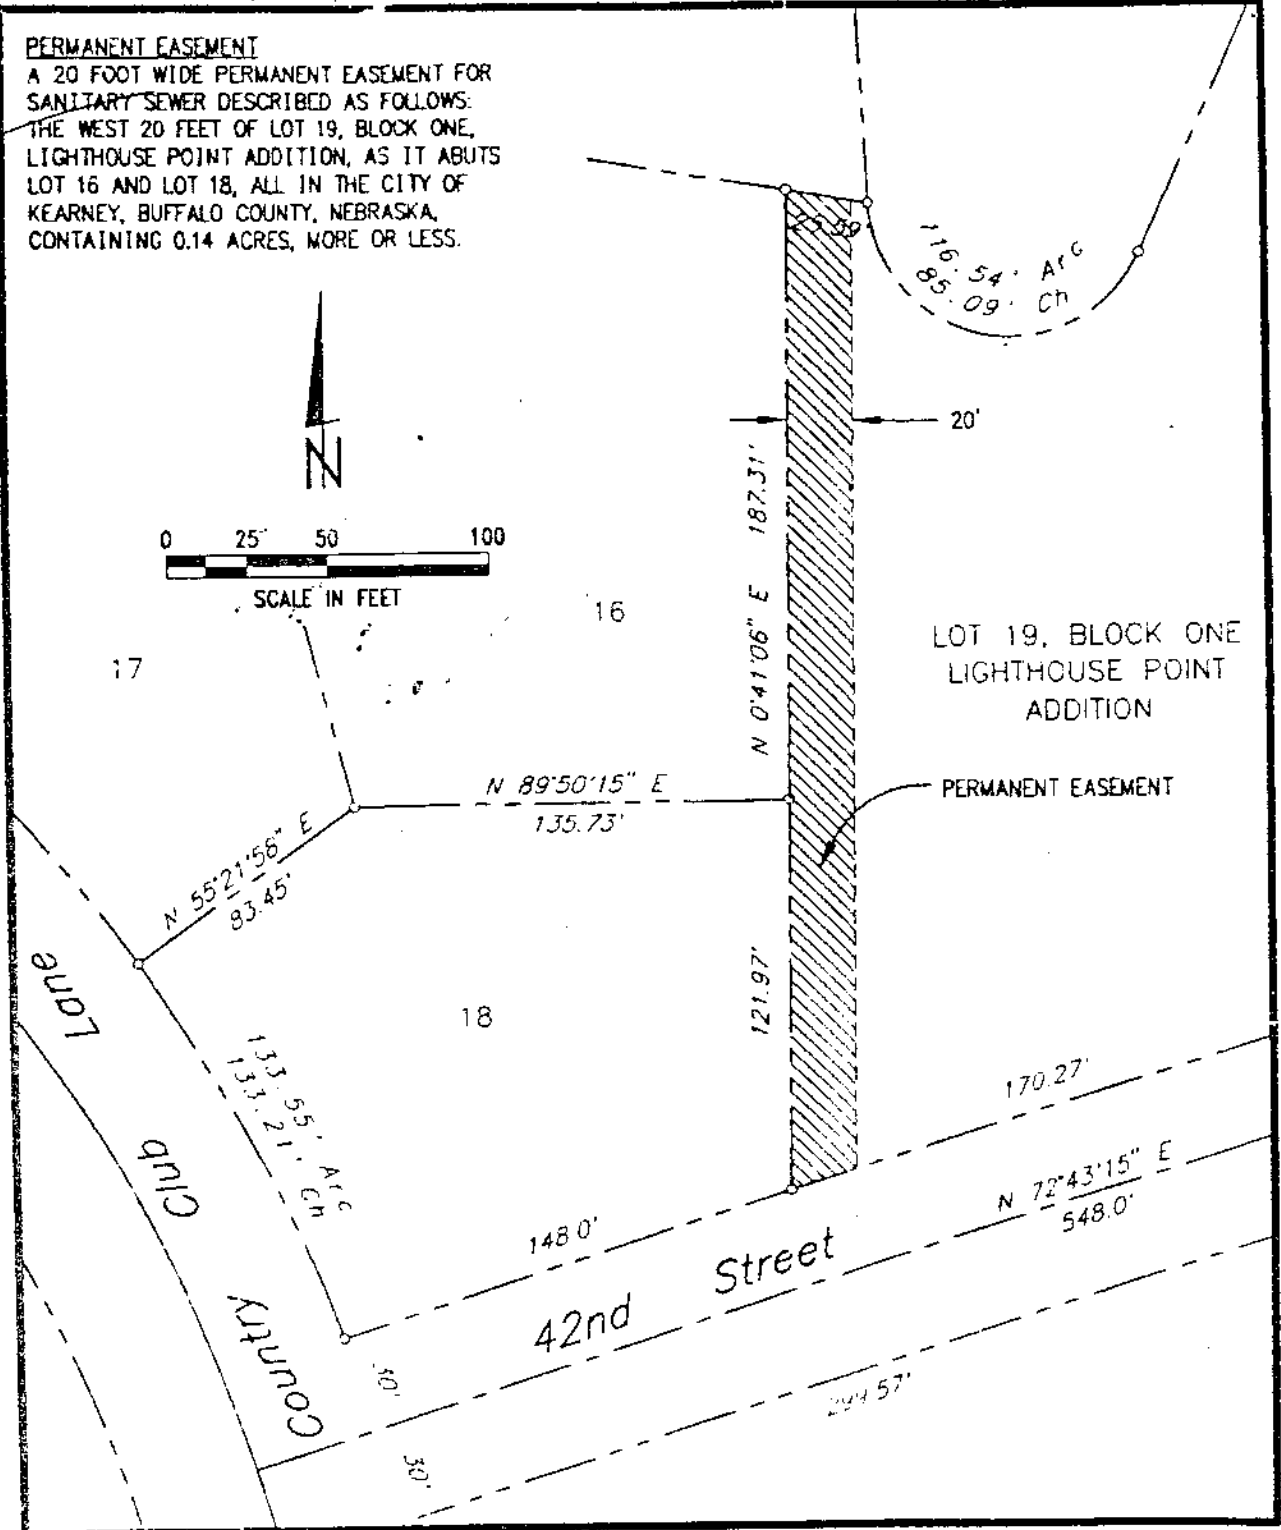 PERMANENT EASEMENT
A 20 FOOT WIDE PERMANENT EASEMENT FOR
SANITARY SEWER DESCRIBED AS FOLLOWS:
THE WEST 20 FEET OF LOT 19, BLOCK ONE,
LIGHTHOUSE POINT ADDITION, AS IT ABUTS
LOT 16 AND LOT 18, ALL IN THE CITY OF
KEARNEY, BUFFALO COUNTY, NEBRASKA,
CONTAINING 0.14 ACRES, MORE OR LESS.
116.54' Arc
85.09' Ch
20'
N
0 25' 50 100
SCALE IN FEET
N 0°41'06" E 187.31'
16
17
LOT 19, BLOCK ONE
LIGHTHOUSE POINT
ADDITION
PERMANENT EASEMENT
N 89°50'15" E
135.73'
N 55°21'58" E
83.45'
121.97'
18
133.55' Arc
133.21' Ch
Country Club Lane
170.27'
148.0'
N 72°43'15" E
548.0'
42nd Street
30'
299.57'